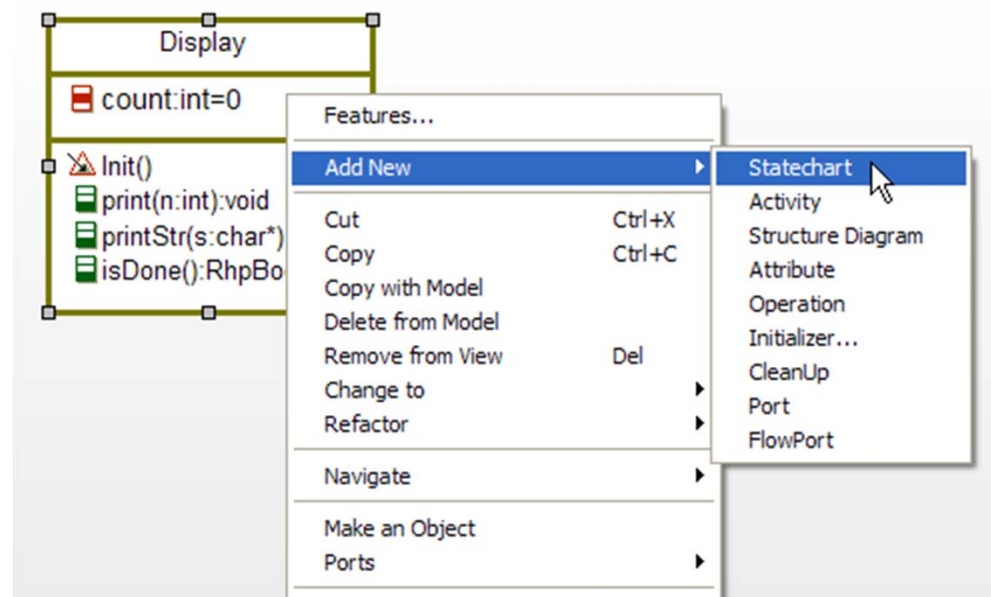 Display
count:int=0
Init()
print(n:int):void
printStr(s:char*)
isDone():RhpBo
Features...
Add New
Cut Ctrl+X
Copy Ctrl+C
Copy with Model
Delete from Model
Remove from View Del
Change to
Refactor
Navigate
Make an Object
Ports
Statechart
Activity
Structure Diagram
Attribute
Operation
Initializer...
CleanUp
Port
FlowPort